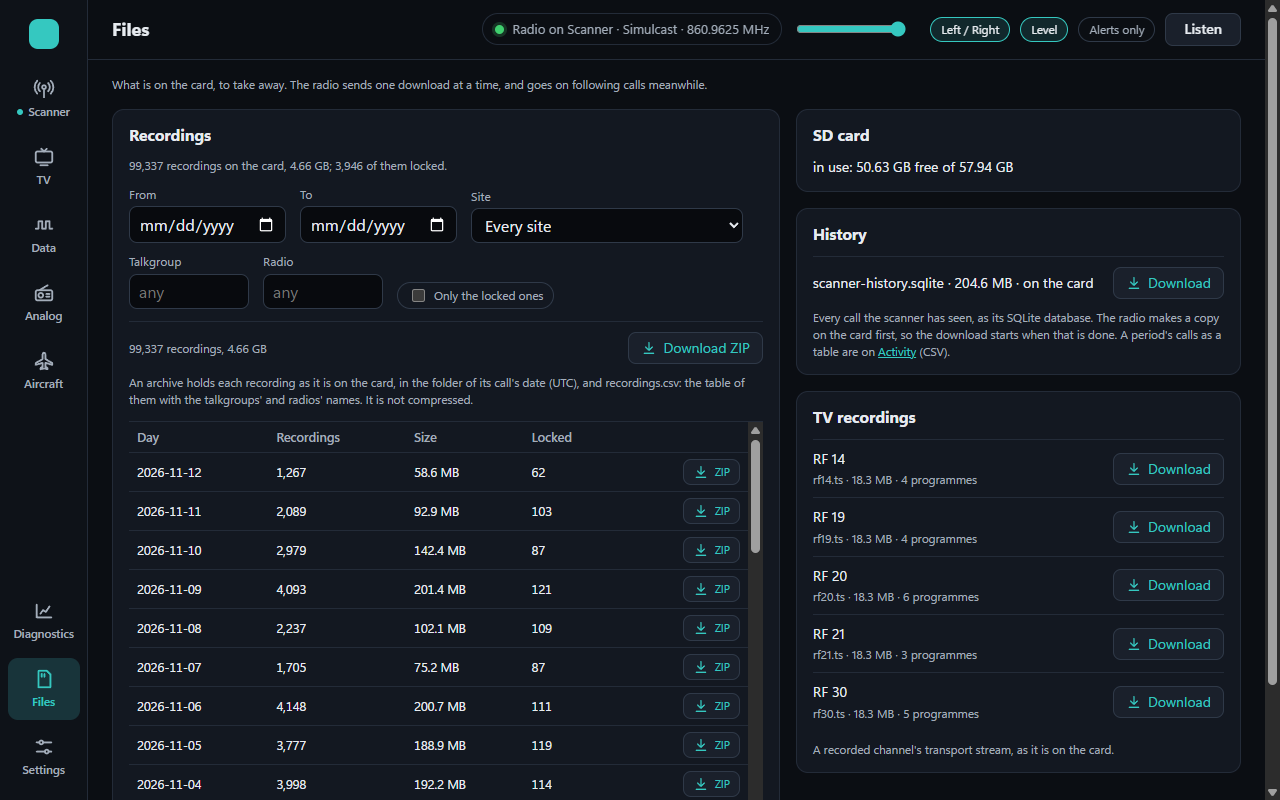 Files
Radio on Scanner · Simulcast · 860.9625 MHz
Left / Right
Level
Alerts only
Listen
Scanner
TV
Data
Analog
Aircraft
Diagnostics
Files
Settings
What is on the card, to take away. The radio sends one download at a time, and goes on following calls meanwhile.
Recordings
99,337 recordings on the card, 4.66 GB; 3,946 of them locked.
From
To
Site
mm/dd/yyyy
mm/dd/yyyy
Every site
Talkgroup
Radio
any
any
Only the locked ones
99,337 recordings, 4.66 GB
Download ZIP
An archive holds each recording as it is on the card, in the folder of its call's date (UTC), and recordings.csv: the table of
them with the talkgroups' and radios' names. It is not compressed.
Day Recordings Size Locked
2026-11-12 1,267 58.6 MB 62 ZIP
2026-11-11 2,089 92.9 MB 103 ZIP
2026-11-10 2,979 142.4 MB 87 ZIP
2026-11-09 4,093 201.4 MB 121 ZIP
2026-11-08 2,237 102.1 MB 109 ZIP
2026-11-07 1,705 75.2 MB 87 ZIP
2026-11-06 4,148 200.7 MB 111 ZIP
2026-11-05 3,777 188.9 MB 119 ZIP
2026-11-04 3,998 192.2 MB 114 ZIP
SD card
in use: 50.63 GB free of 57.94 GB
History
scanner-history.sqlite · 204.6 MB · on the card
Download
Every call the scanner has seen, as its SQLite database. The radio makes a copy
on the card first, so the download starts when that is done. A period's calls as a
table are on Activity (CSV).
TV recordings
RF 14
rf14.ts · 18.3 MB · 4 programmes
Download
RF 19
rf19.ts · 18.3 MB · 4 programmes
Download
RF 20
rf20.ts · 18.3 MB · 6 programmes
Download
RF 21
rf21.ts · 18.3 MB · 3 programmes
Download
RF 30
rf30.ts · 18.3 MB · 5 programmes
Download
A recorded channel's transport stream, as it is on the card.